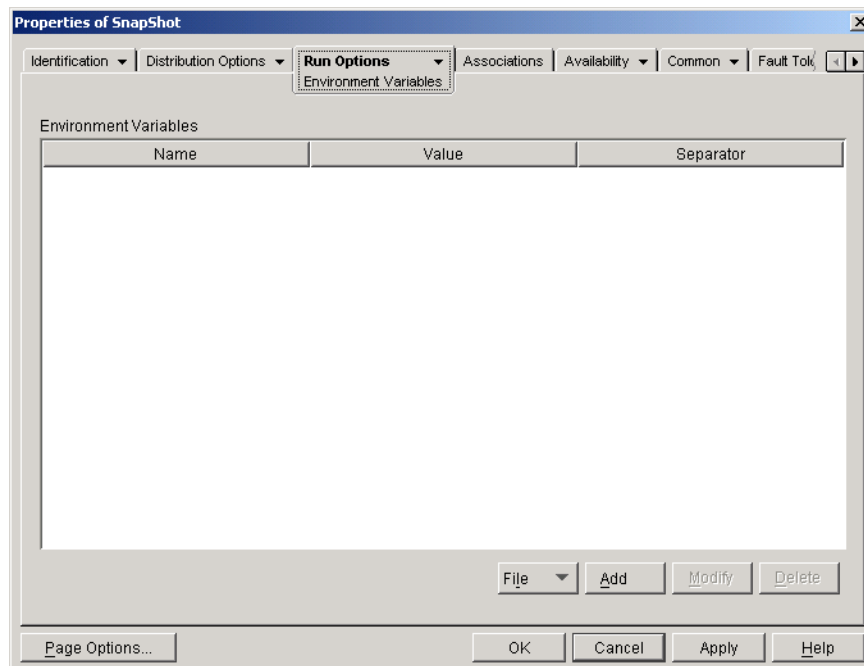 Properties of SnapShot
Identification Distribution Options Run Options Associations Availability Common Fault
Environment Variables
Environment Variables
Name Value Separator
File Add Modify Delete
Page Options... OK Cancel Apply Help